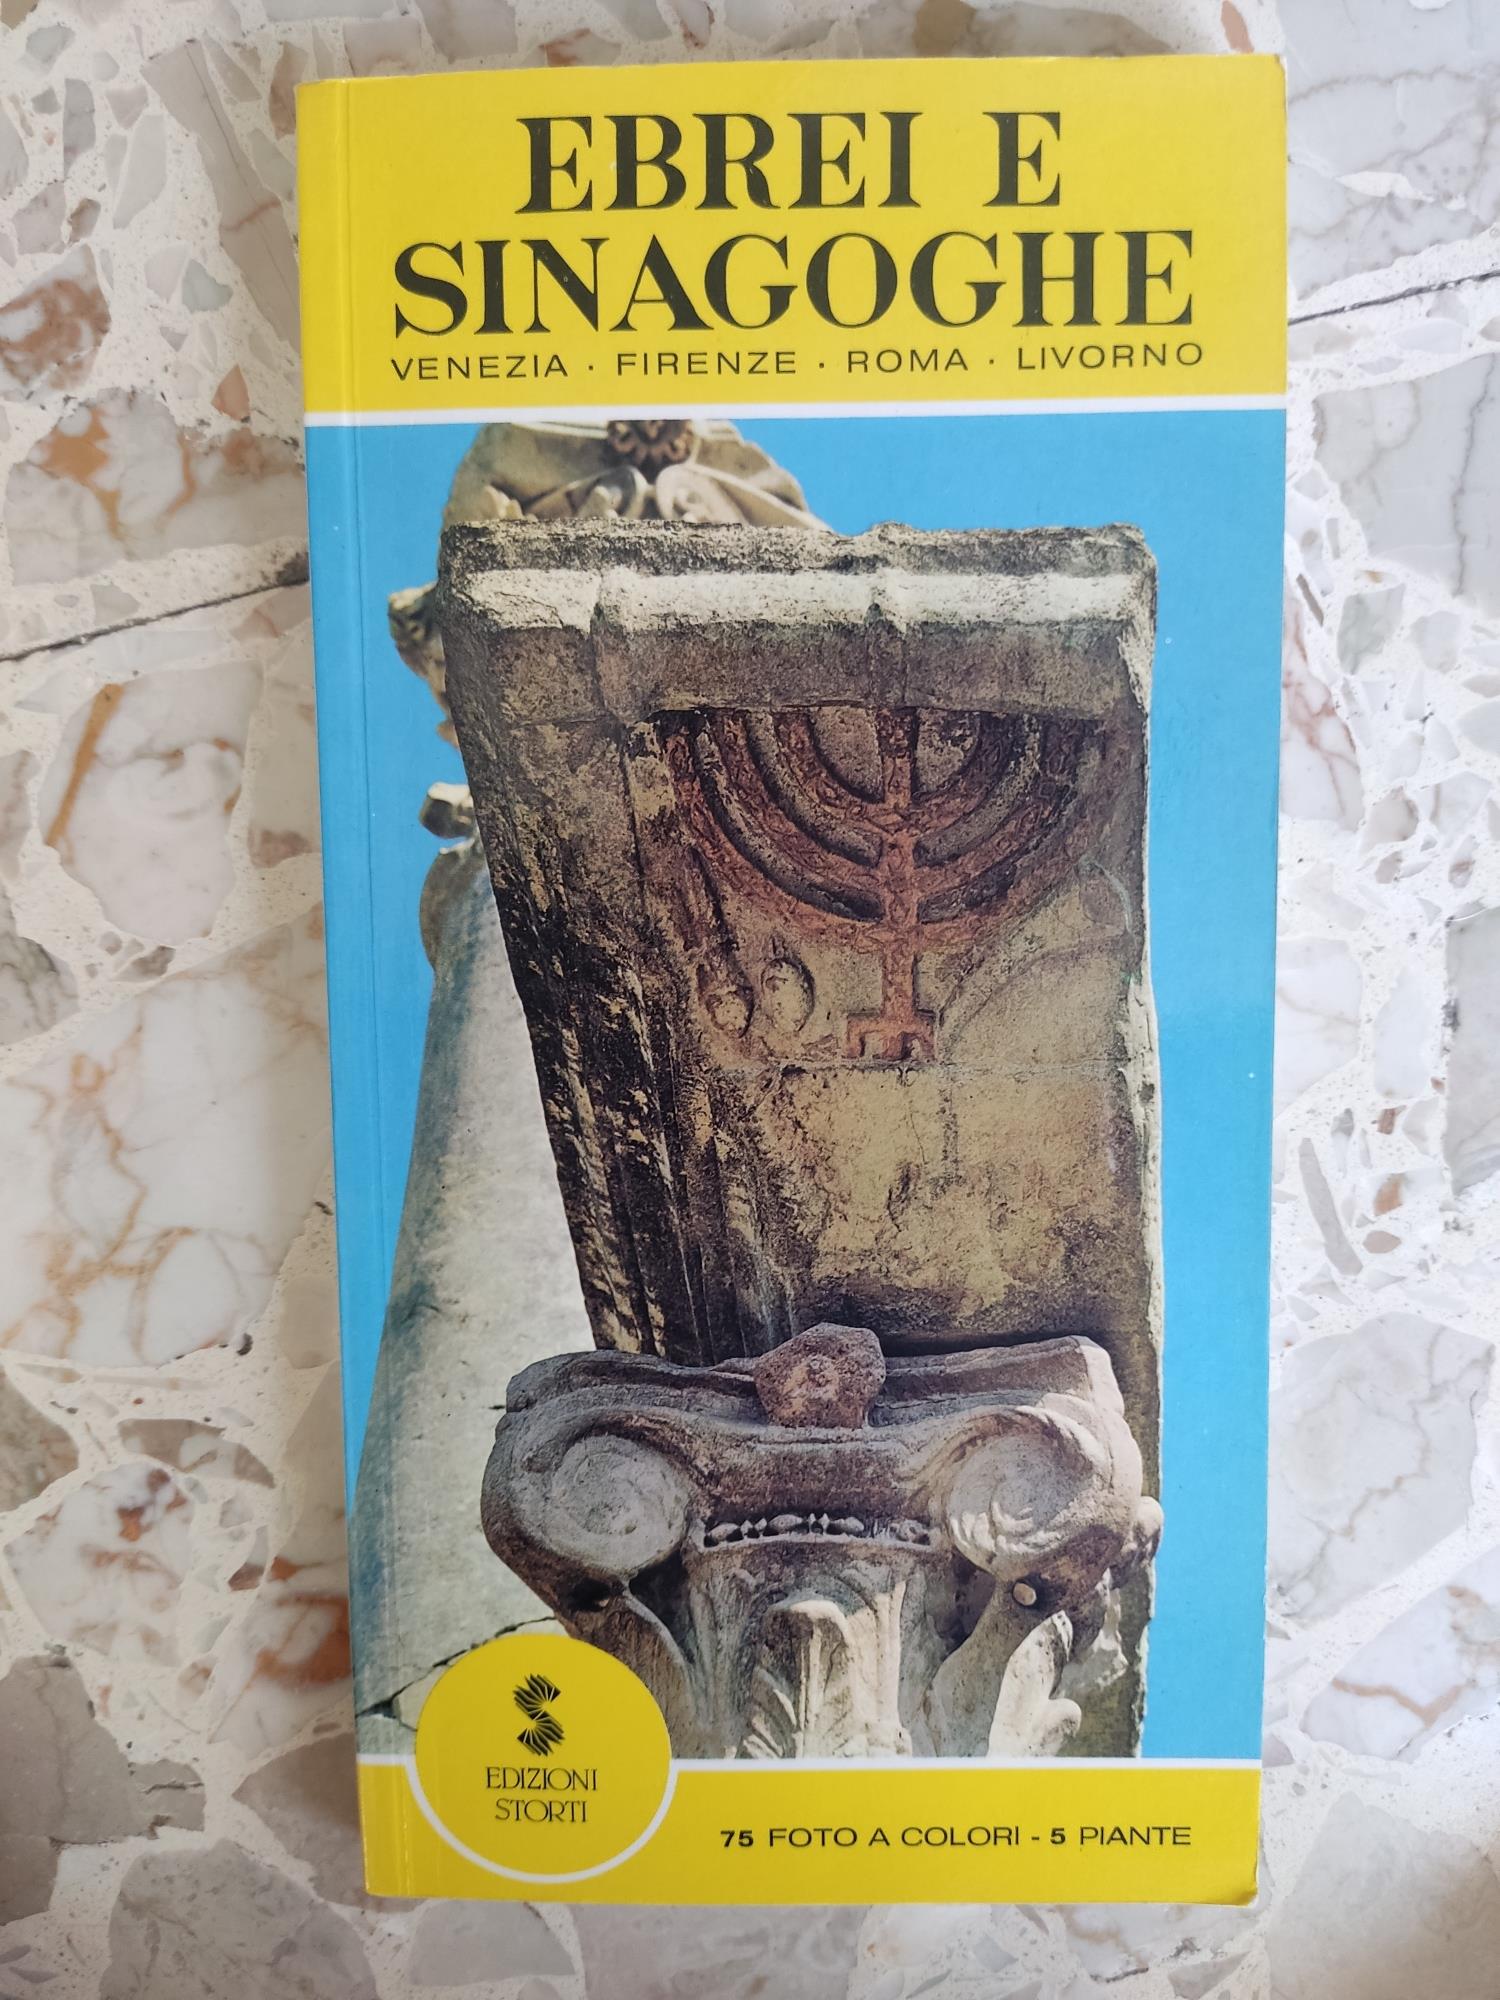 EBREI E
SINAGOGHE
VENEZIA · FIRENZE · ROMA · LIVORNO
EDIZIONI
STORTI
75 FOTO A COLORI - 5 PIANTE